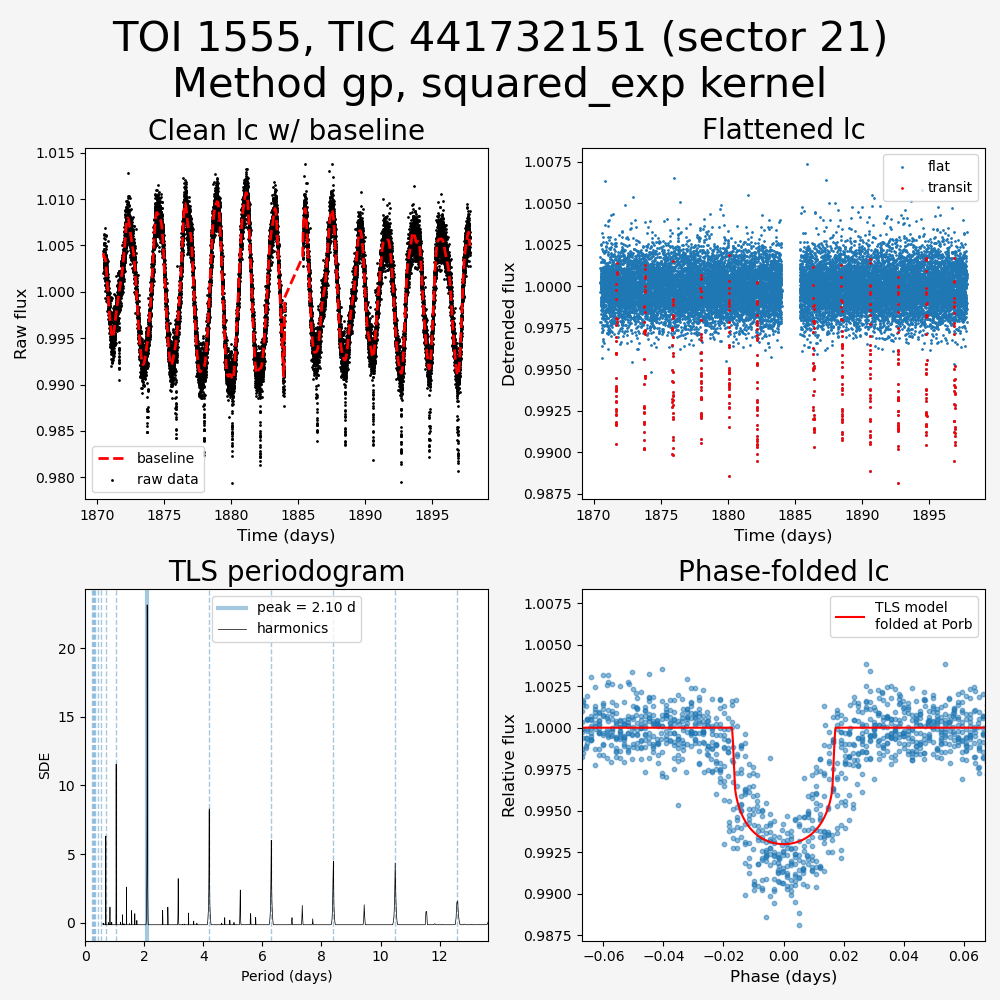 TOI 1555, TIC 441732151 (sector 21)
Method gp, squared_exp kernel
Clean lc w/ baseline
1.015
1.010
1.005
1.000
0.995
0.990
0.985
0.980
Raw flux
baseline
raw data
1870
1875
1880
1885
1890
1895
Time (days)
Flattened lc
1.0075
1.0050
1.0025
1.0000
0.9975
0.9950
0.9925
0.9900
0.9875
Detrended flux
flat
transit
1870
1875
1880
1885
1890
1895
Time (days)
TLS periodogram
20
15
10
5
0
SDE
peak = 2.10 d
harmonics
0
2
4
6
8
10
12
Period (days)
Phase-folded lc
1.0075
1.0050
1.0025
1.0000
0.9975
0.9950
0.9925
0.9900
0.9875
Relative flux
TLS model
folded at Porb
−0.06
−0.04
−0.02
0.00
0.02
0.04
0.06
Phase (days)